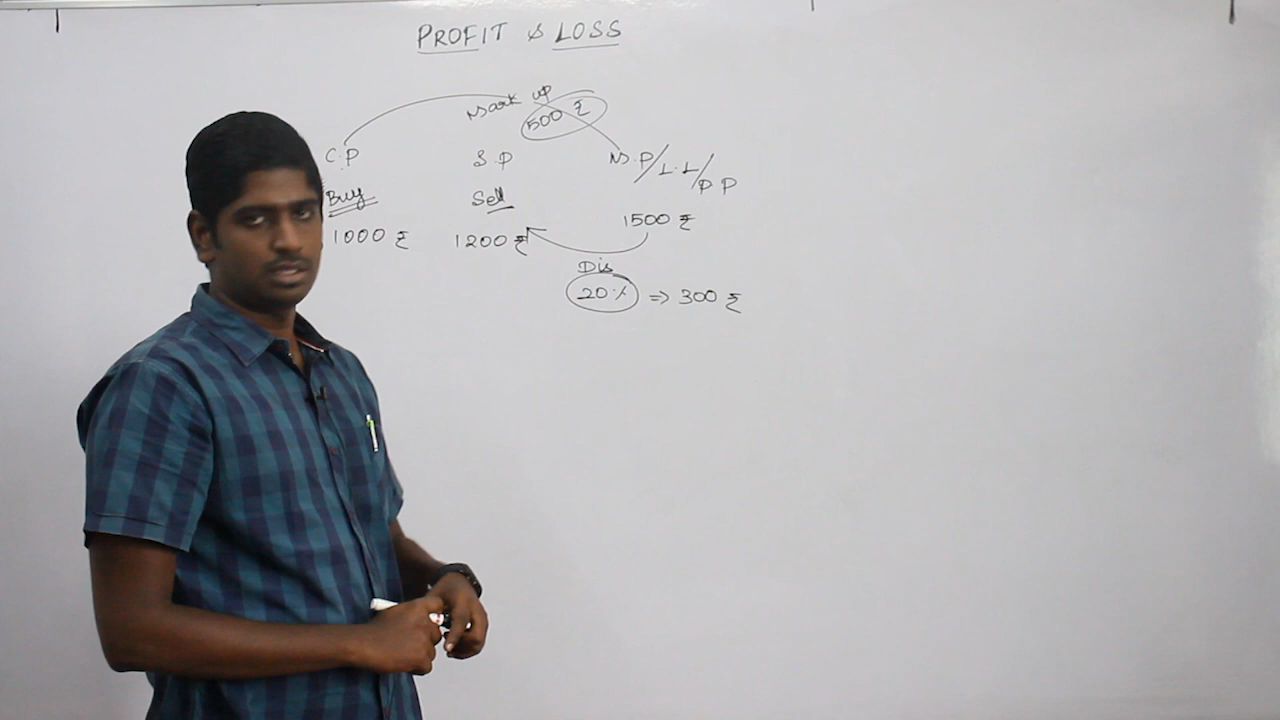 PROFIT & LOSS
Mark up
500 ₹
C.P S.P M.P/L.L/P P
Buy Sell
1000 ₹ 1200 ₹ 1500 ₹
Dis
20% => 300 ₹